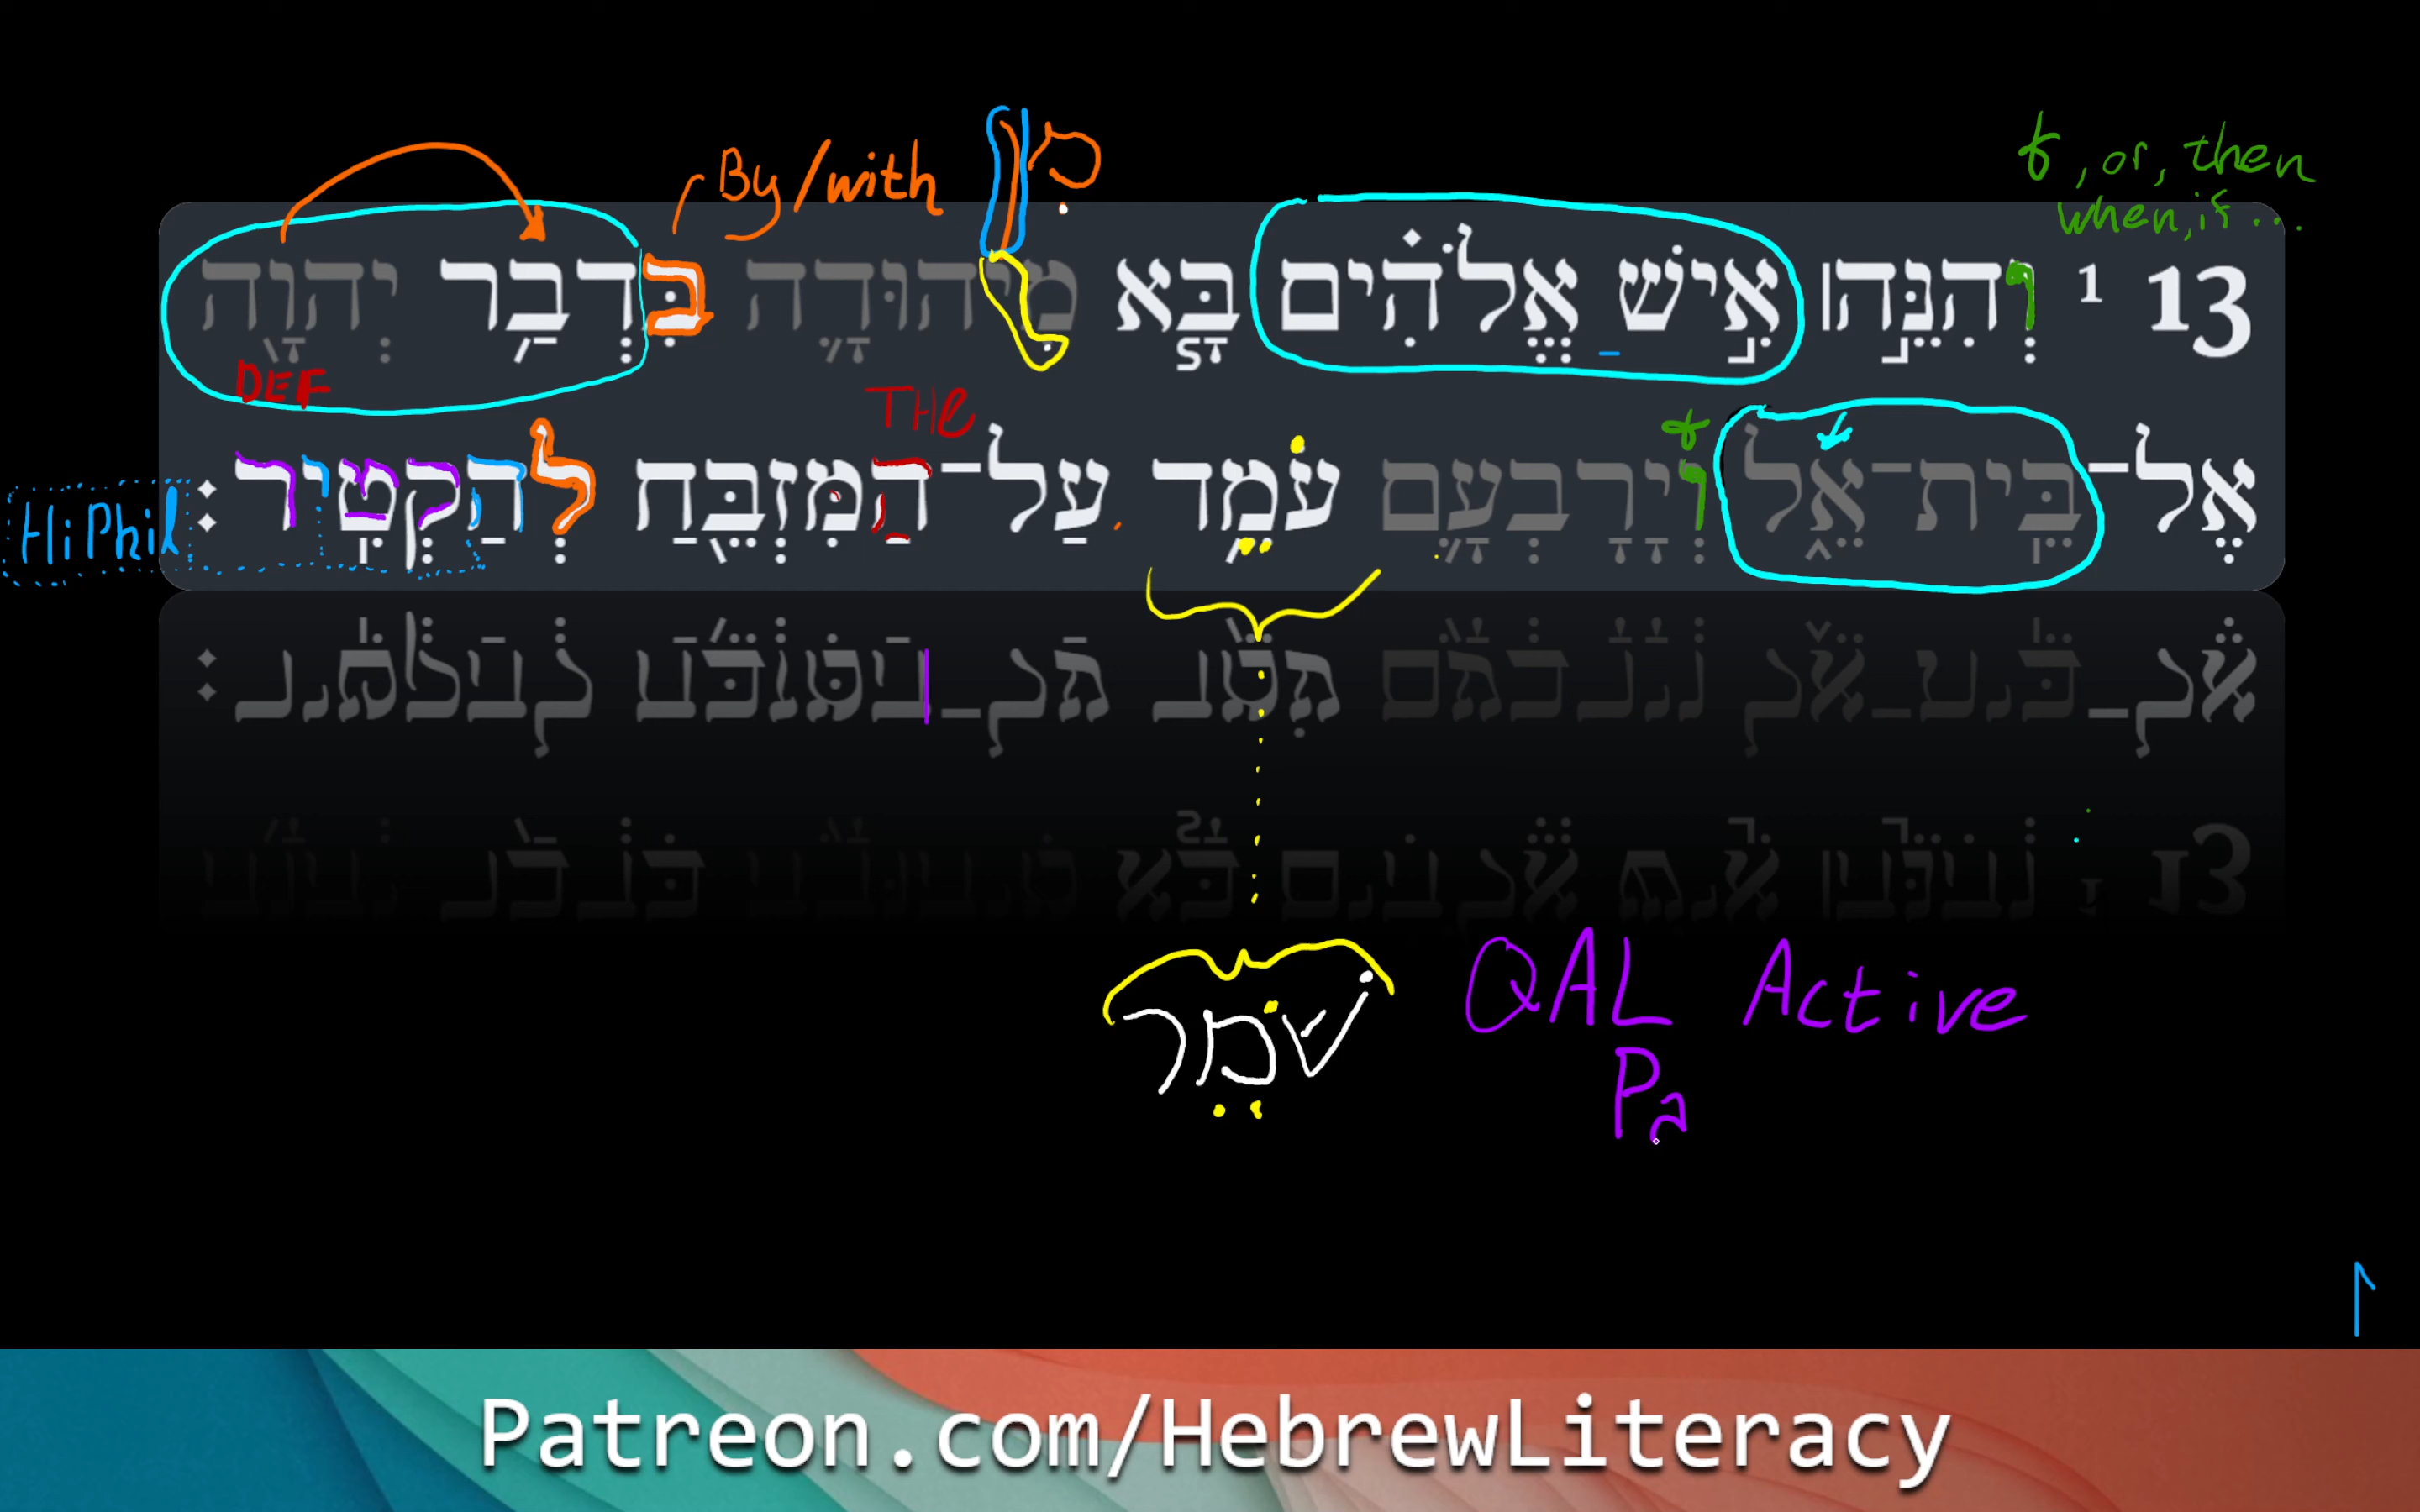 By/with מן
&, or, then
when, if ...
13 1 וְהִנֵּ֣ה׀ אִ֣ישׁ אֱלֹהִ֗ים בָּ֧א מִיהוּדָ֛ה בִּדְבַ֥ר יְהוָ֖ה
DEF
THe
&
אֶל־בֵּֽית־אֵ֑ל וְיָרָבְעָ֛ם עֹמֵ֥ד עַל־הַמִּזְבֵּ֖חַ לְהַקְטִֽיר׃
HiPhil
שֹׁמֵר
QAL Active
Pa
Patreon.com/HebrewLiteracy